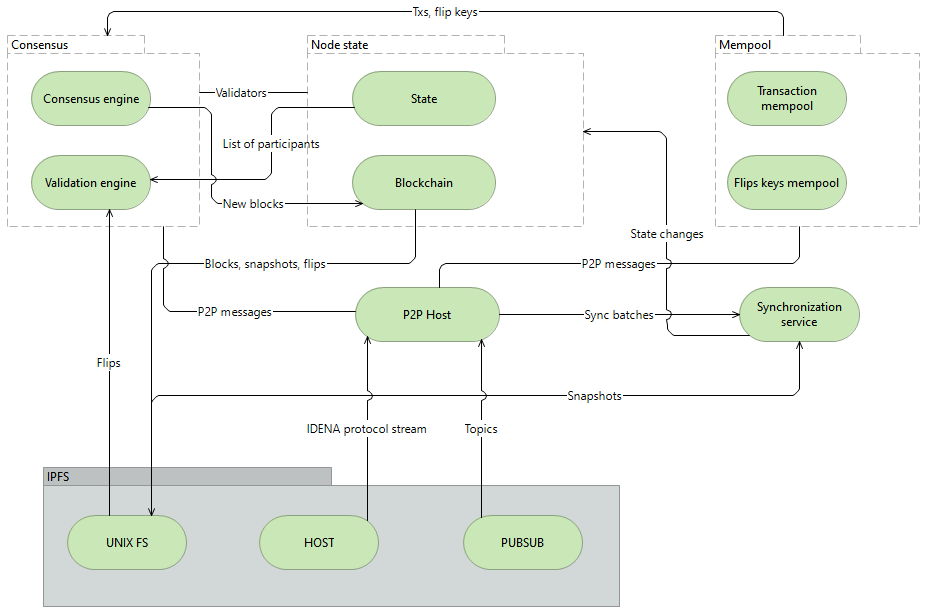 Txs, flip keys
Consensus
Node state
Mempool
Consensus engine
Validators
State
Transaction
mempool
List of participants
Validation engine
Blockchain
Flips keys mempool
New blocks
State changes
Blocks, snapshots, flips
P2P messages
P2P messages
P2P Host
Sync batches
Synchronization
service
Flips
Snapshots
IDENA protocol stream
Topics
IPFS
UNIX FS
HOST
PUBSUB